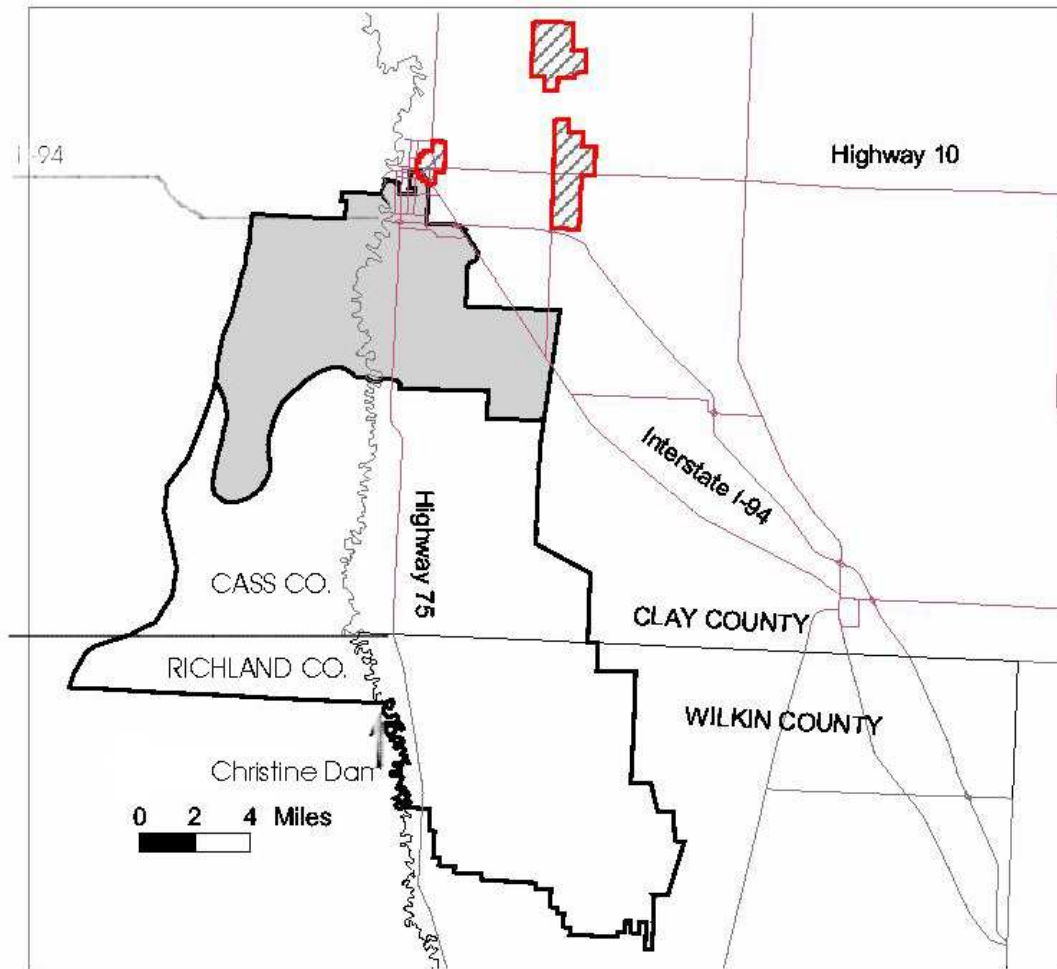 I-94
Highway 10
Interstate I-94
Highway 75
CASS CO.
CLAY COUNTY
RICHLAND CO.
WILKIN COUNTY
Christine Dan
0 2 4 Miles